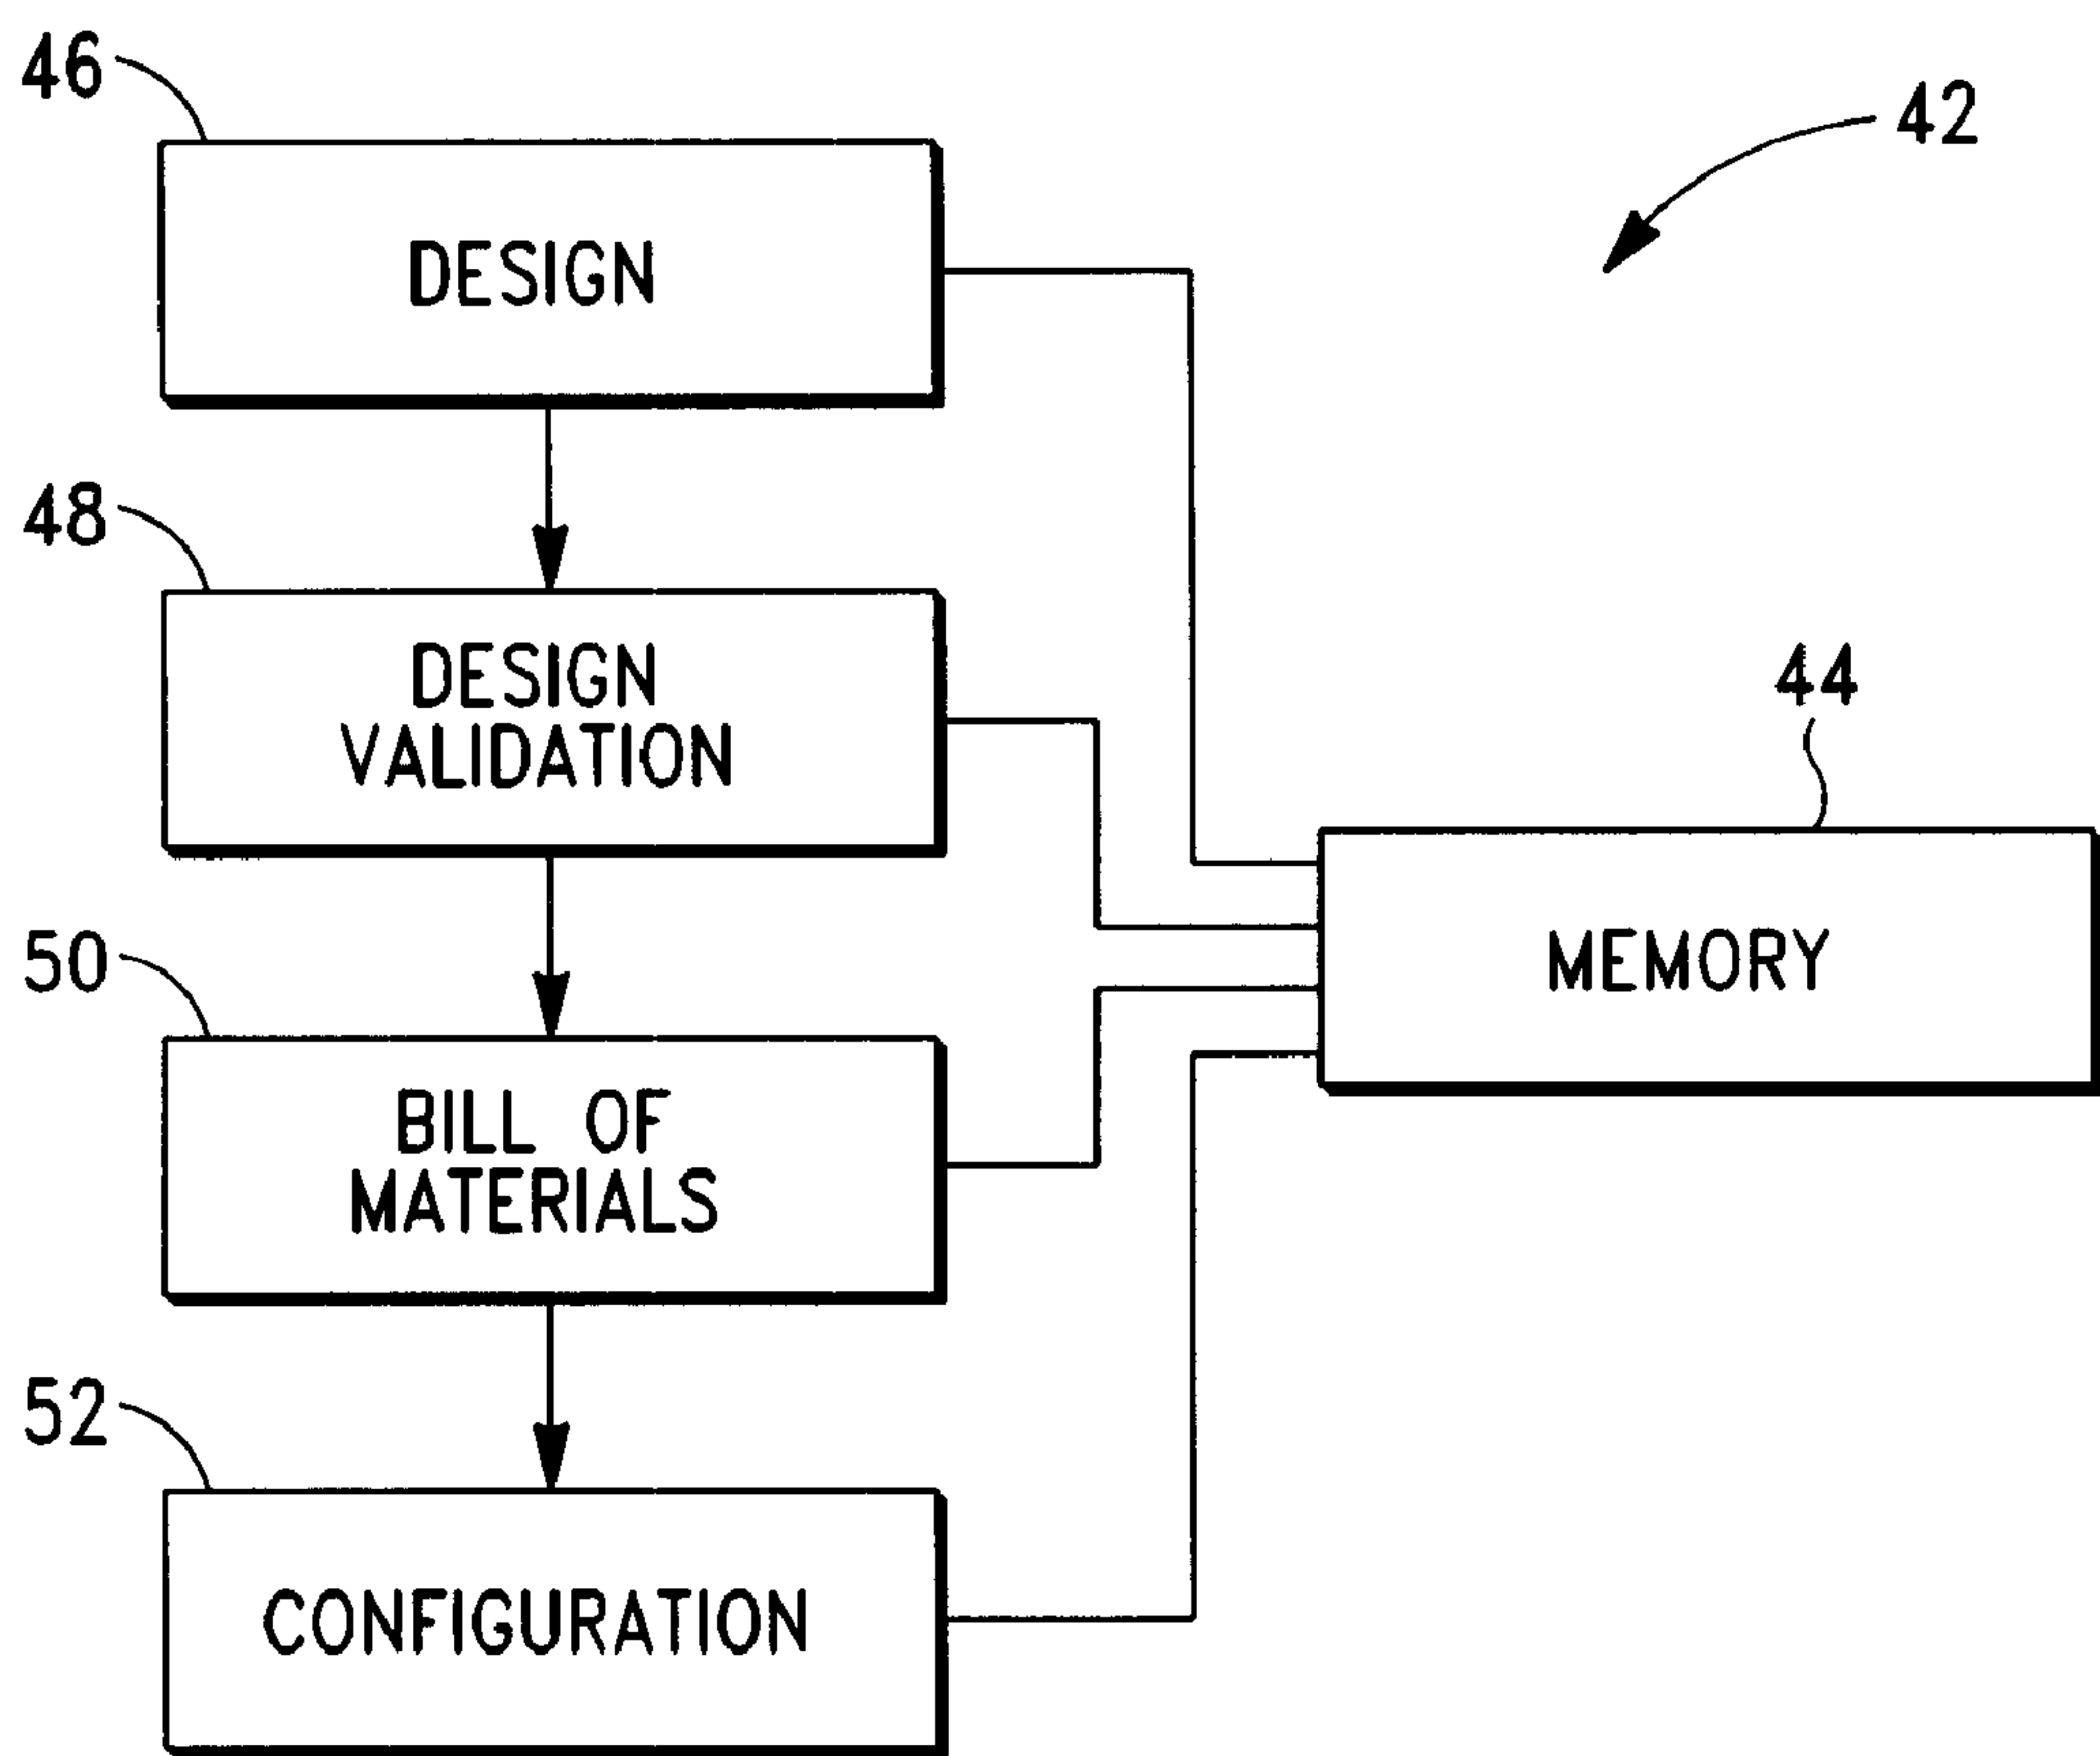 46
42
DESIGN
48
DESIGN
VALIDATION
44
50
MEMORY
BILL OF
MATERIALS
52
CONFIGURATION